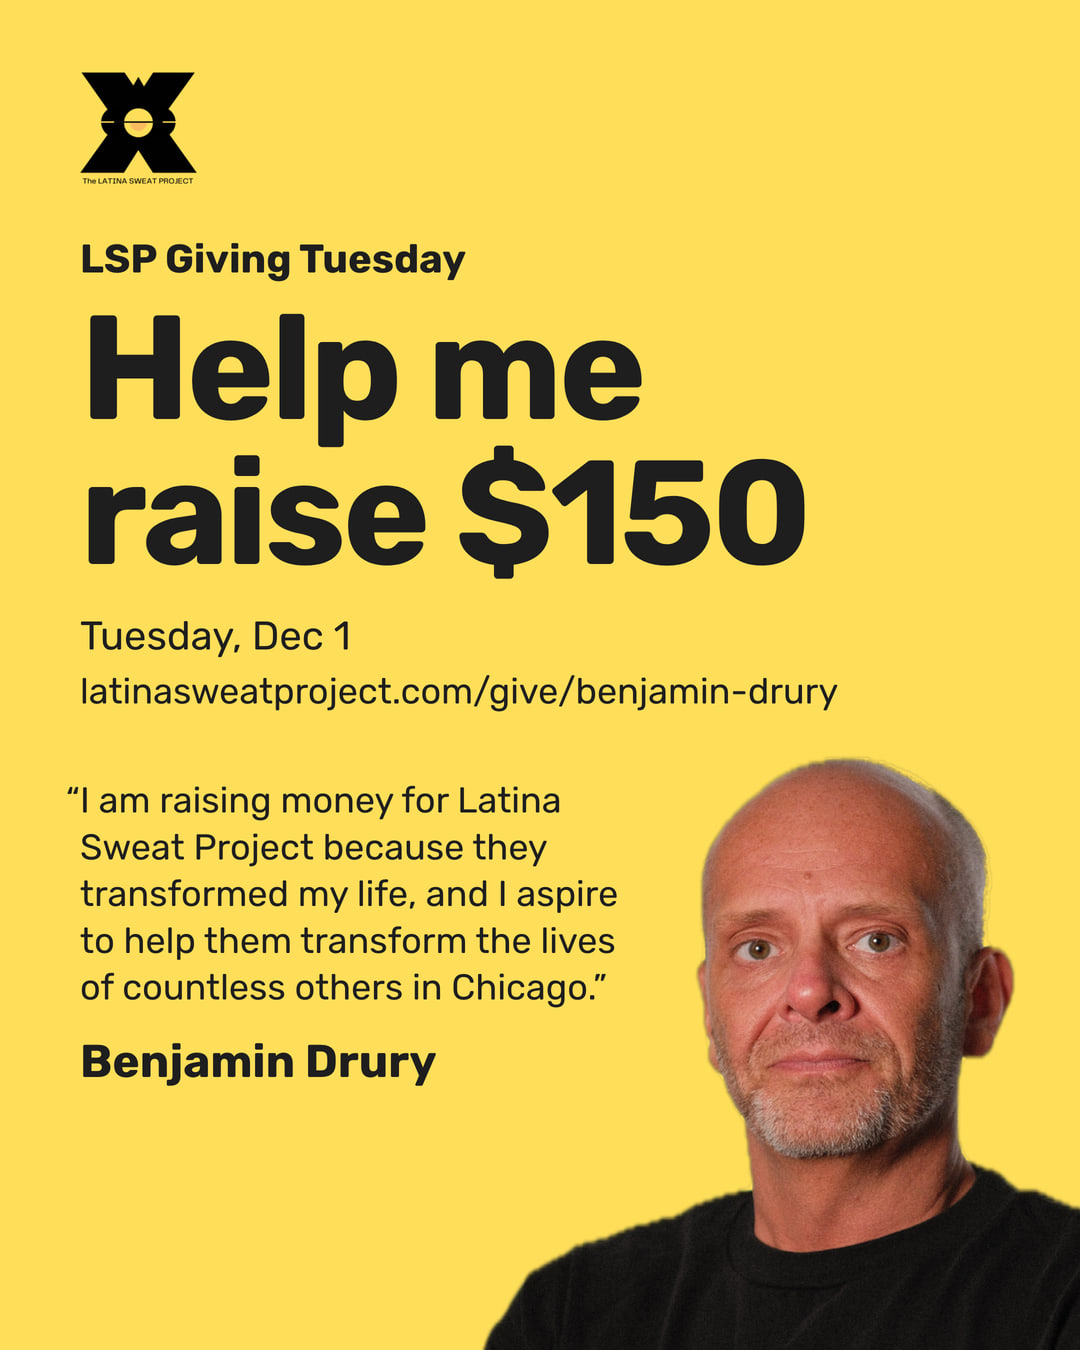 The LATINA SWEAT PROJECT
LSP Giving Tuesday
Help me
raise $150
Tuesday, Dec 1
latinasweatproject.com/give/benjamin-drury
“I am raising money for Latina
Sweat Project because they
transformed my life, and I aspire
to help them transform the lives
of countless others in Chicago.”
Benjamin Drury